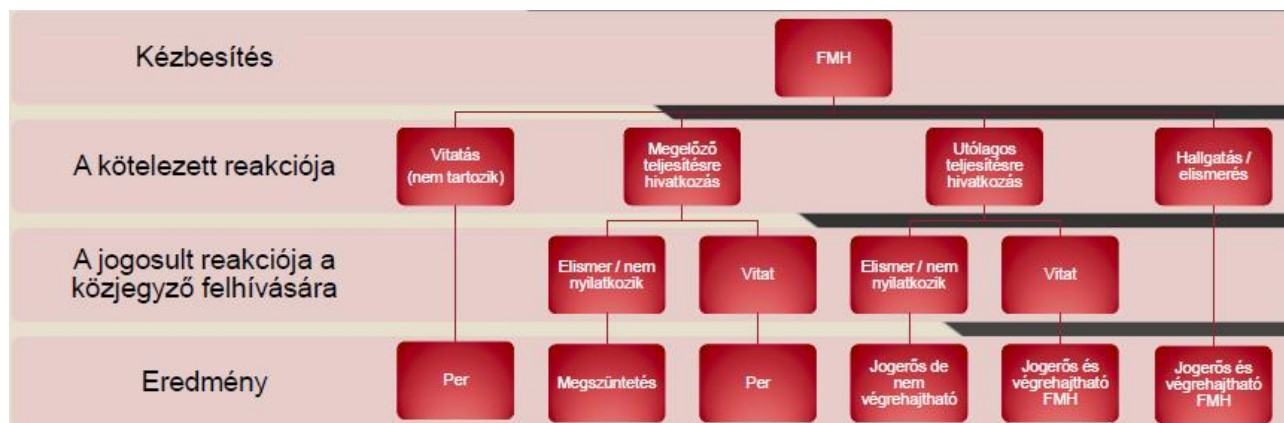 Kézbesítés
FMH
A kötelezett reakciója
Vitatás
(nem tartozik)
Megelőző
teljesítésre
hivatkozás
Utólagos
teljesítésre
hivatkozás
Hallgatás /
elismerés
A jogosult reakciója a
közjegyző felhívására
Elismer / nem
nyilatkozik
Vitat
Elismer / nem
nyilatkozik
Vitat
Eredmény
Per
Megszüntetés
Per
Jogerős de
nem
végrehajtható
Jogerős és
végrehajtható
FMH
Jogerős és
végrehajtható
FMH